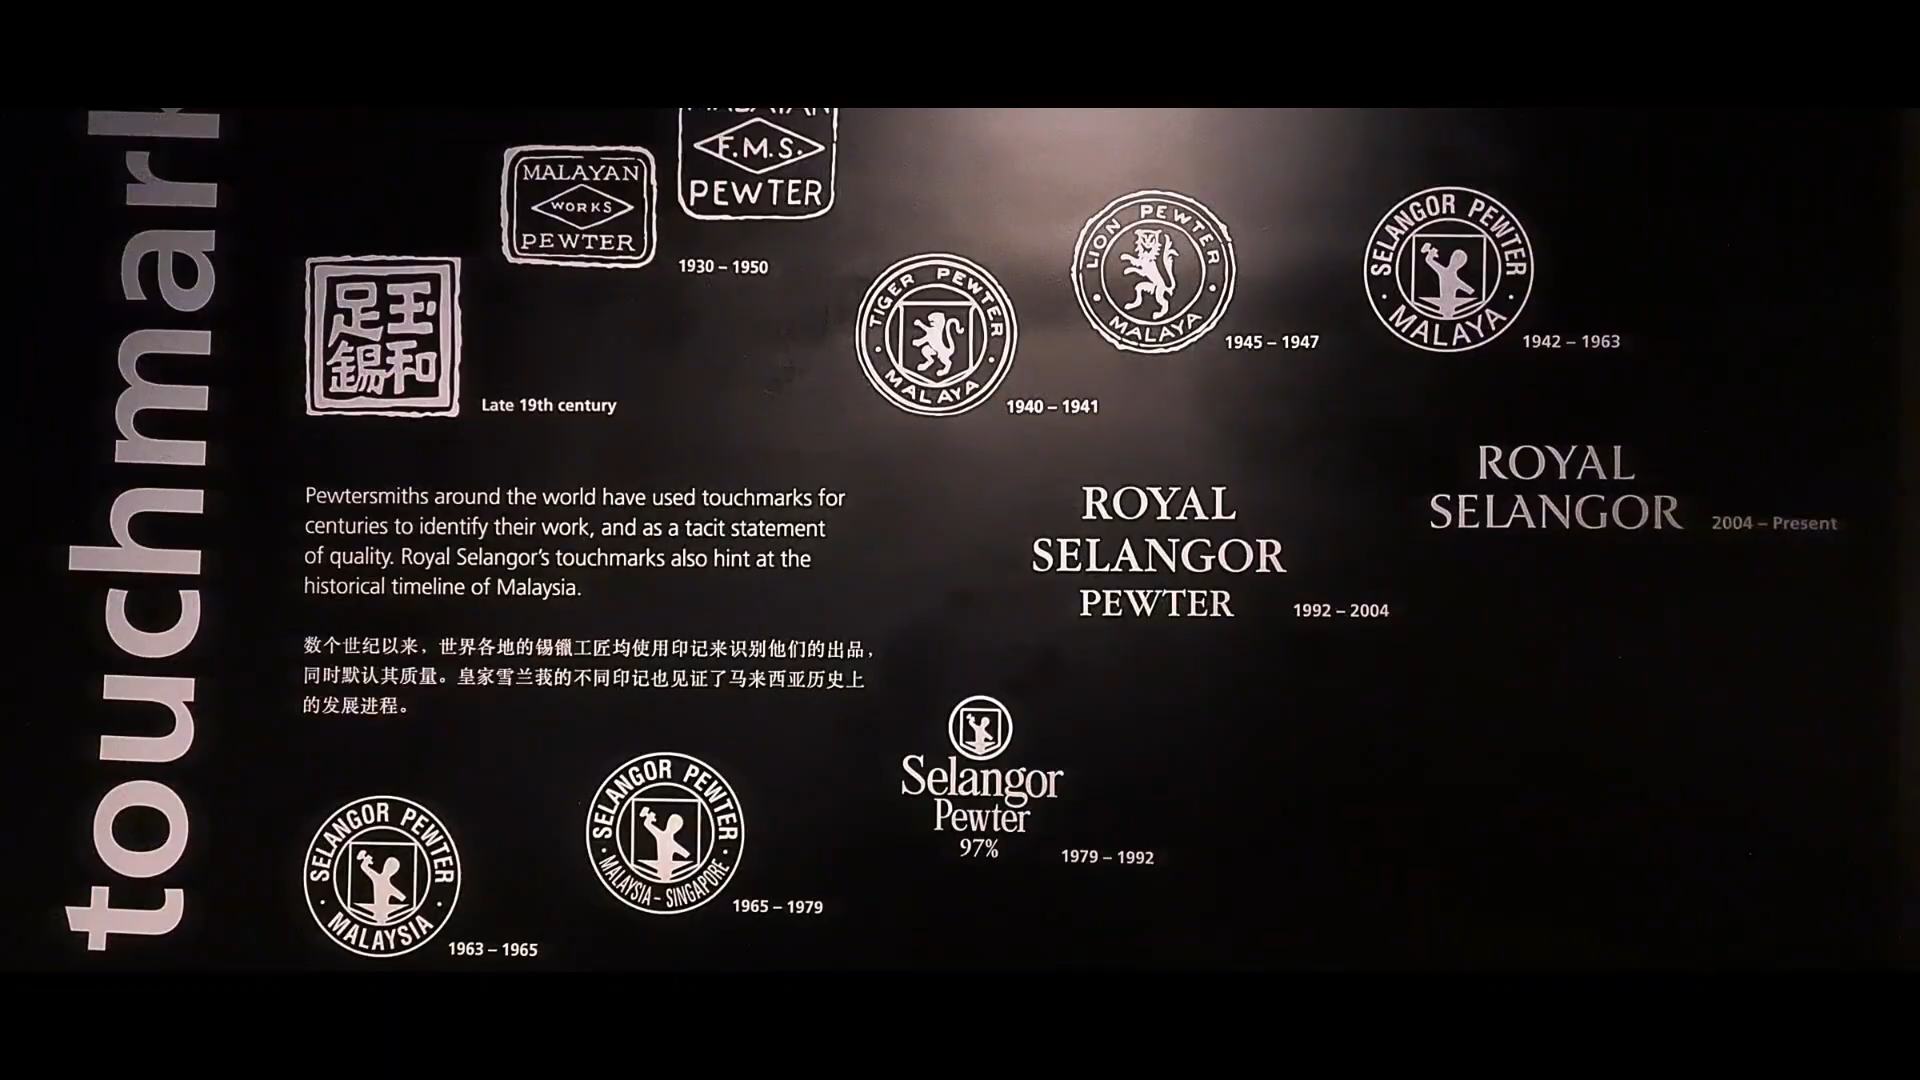 touchmark
MALAYAN
F.M.S.
PEWTER
1930 – 1950
MALAYAN
WORKS
PEWTER
玉和
足錫
Late 19th century
TIGER PEWTER
MALAYA
1940 – 1941
LION PEWTER
MALAYA
1945 – 1947
SELANGOR PEWTER
MALAYA
1942 – 1963
ROYAL
SELANGOR
2004 – Present
ROYAL
SELANGOR
PEWTER
1992 – 2004
Pewtersmiths around the world have used touchmarks for
centuries to identify their work, and as a tacit statement
of quality. Royal Selangor’s touchmarks also hint at the
historical timeline of Malaysia.
数个世纪以来，世界各地的锡镴工匠均使用印记来识别他们的出品，
同时默认其质量。皇家雪兰莪的不同印记也见证了马来西亚历史上
的发展进程。
SELANGOR PEWTER
MALAYSIA
1963 – 1965
SELANGOR PEWTER
MALAYSIA – SINGAPORE
1965 – 1979
Selangor
Pewter
97%
1979 – 1992